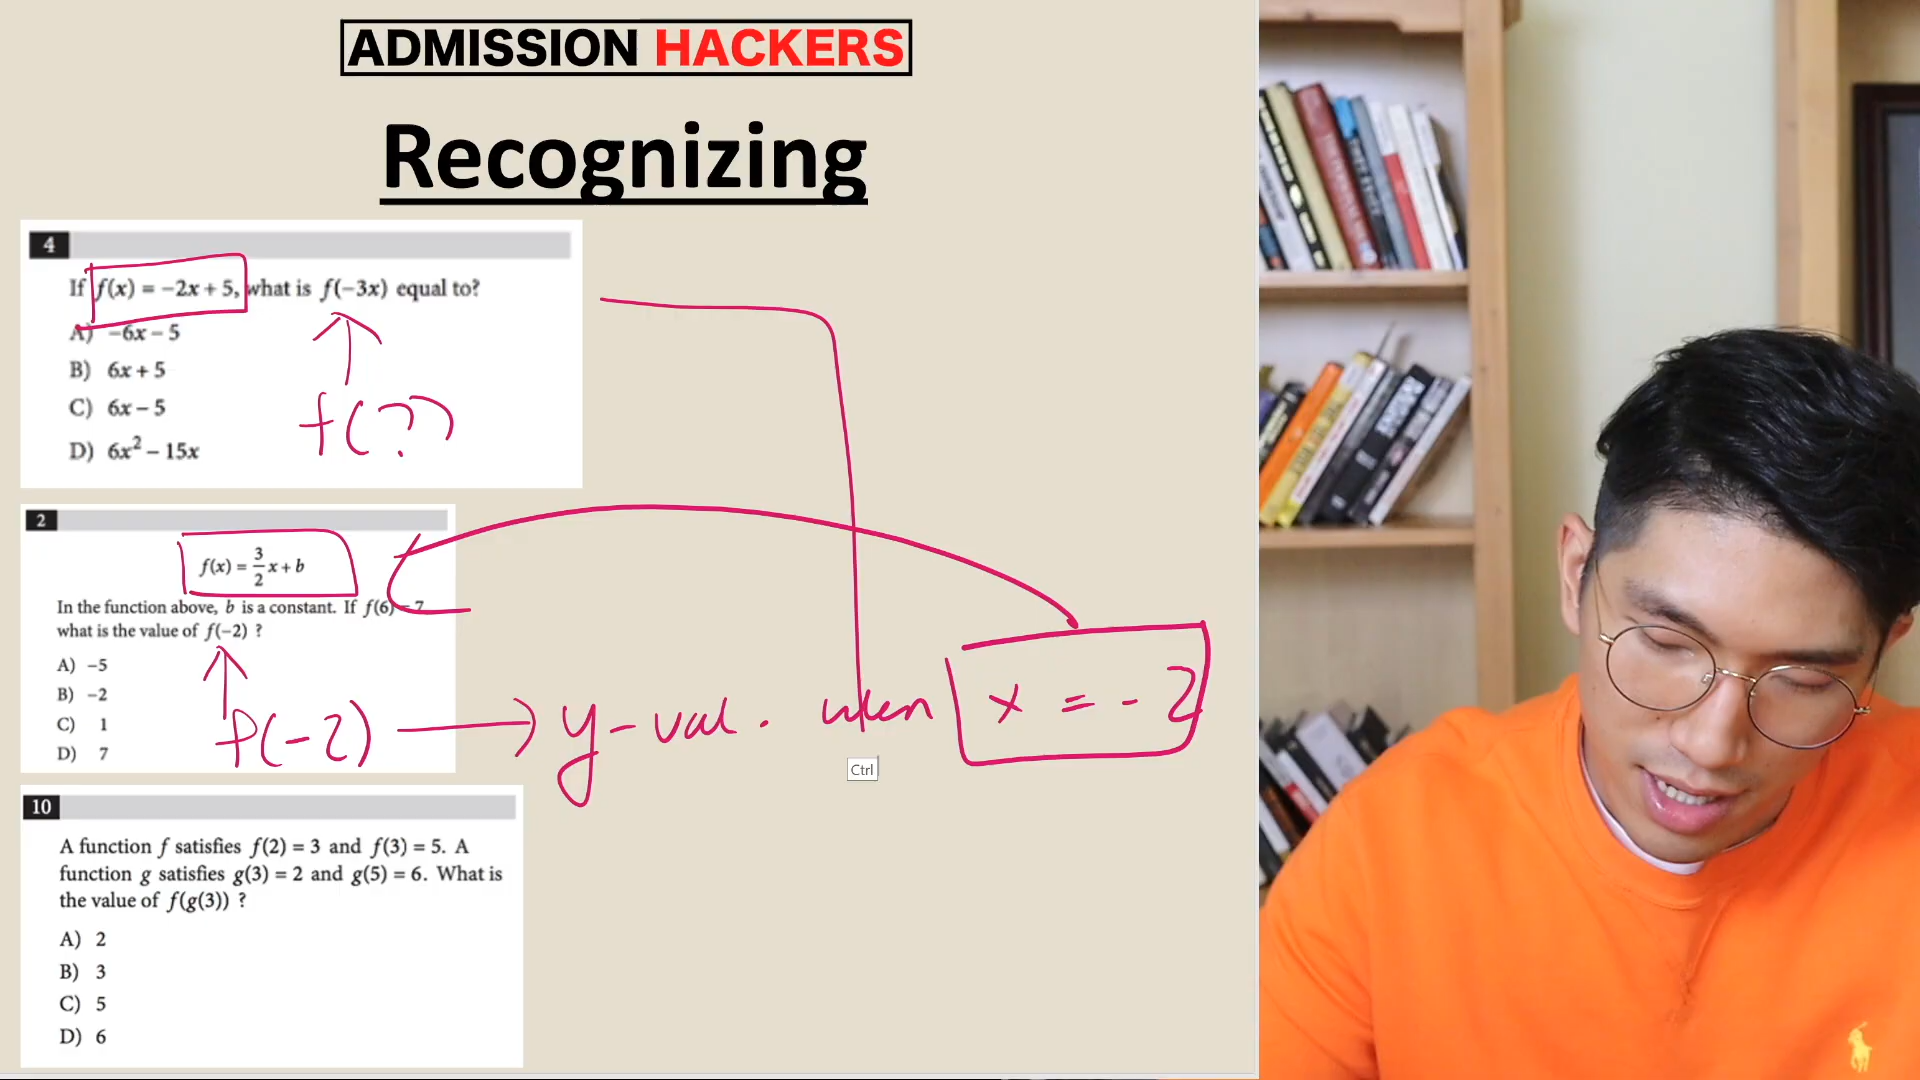 ADMISSION HACKERS
Recognizing
4
If f(x) = −2x + 5, what is f(−3x) equal to?
A) −6x − 5
B) 6x + 5
C) 6x − 5
D) 6x² − 15x
f(??)
2
f(x) = 3/2 x + b
In the function above, b is a constant. If f(6) = 7
what is the value of f(−2) ?
A) −5
B) −2
C) 1
D) 7
f(-2) → y-val. when x = -2
Ctrl
10
A function f satisfies f(2) = 3 and f(3) = 5. A
function g satisfies g(3) = 2 and g(5) = 6. What is
the value of f(g(3)) ?
A) 2
B) 3
C) 5
D) 6